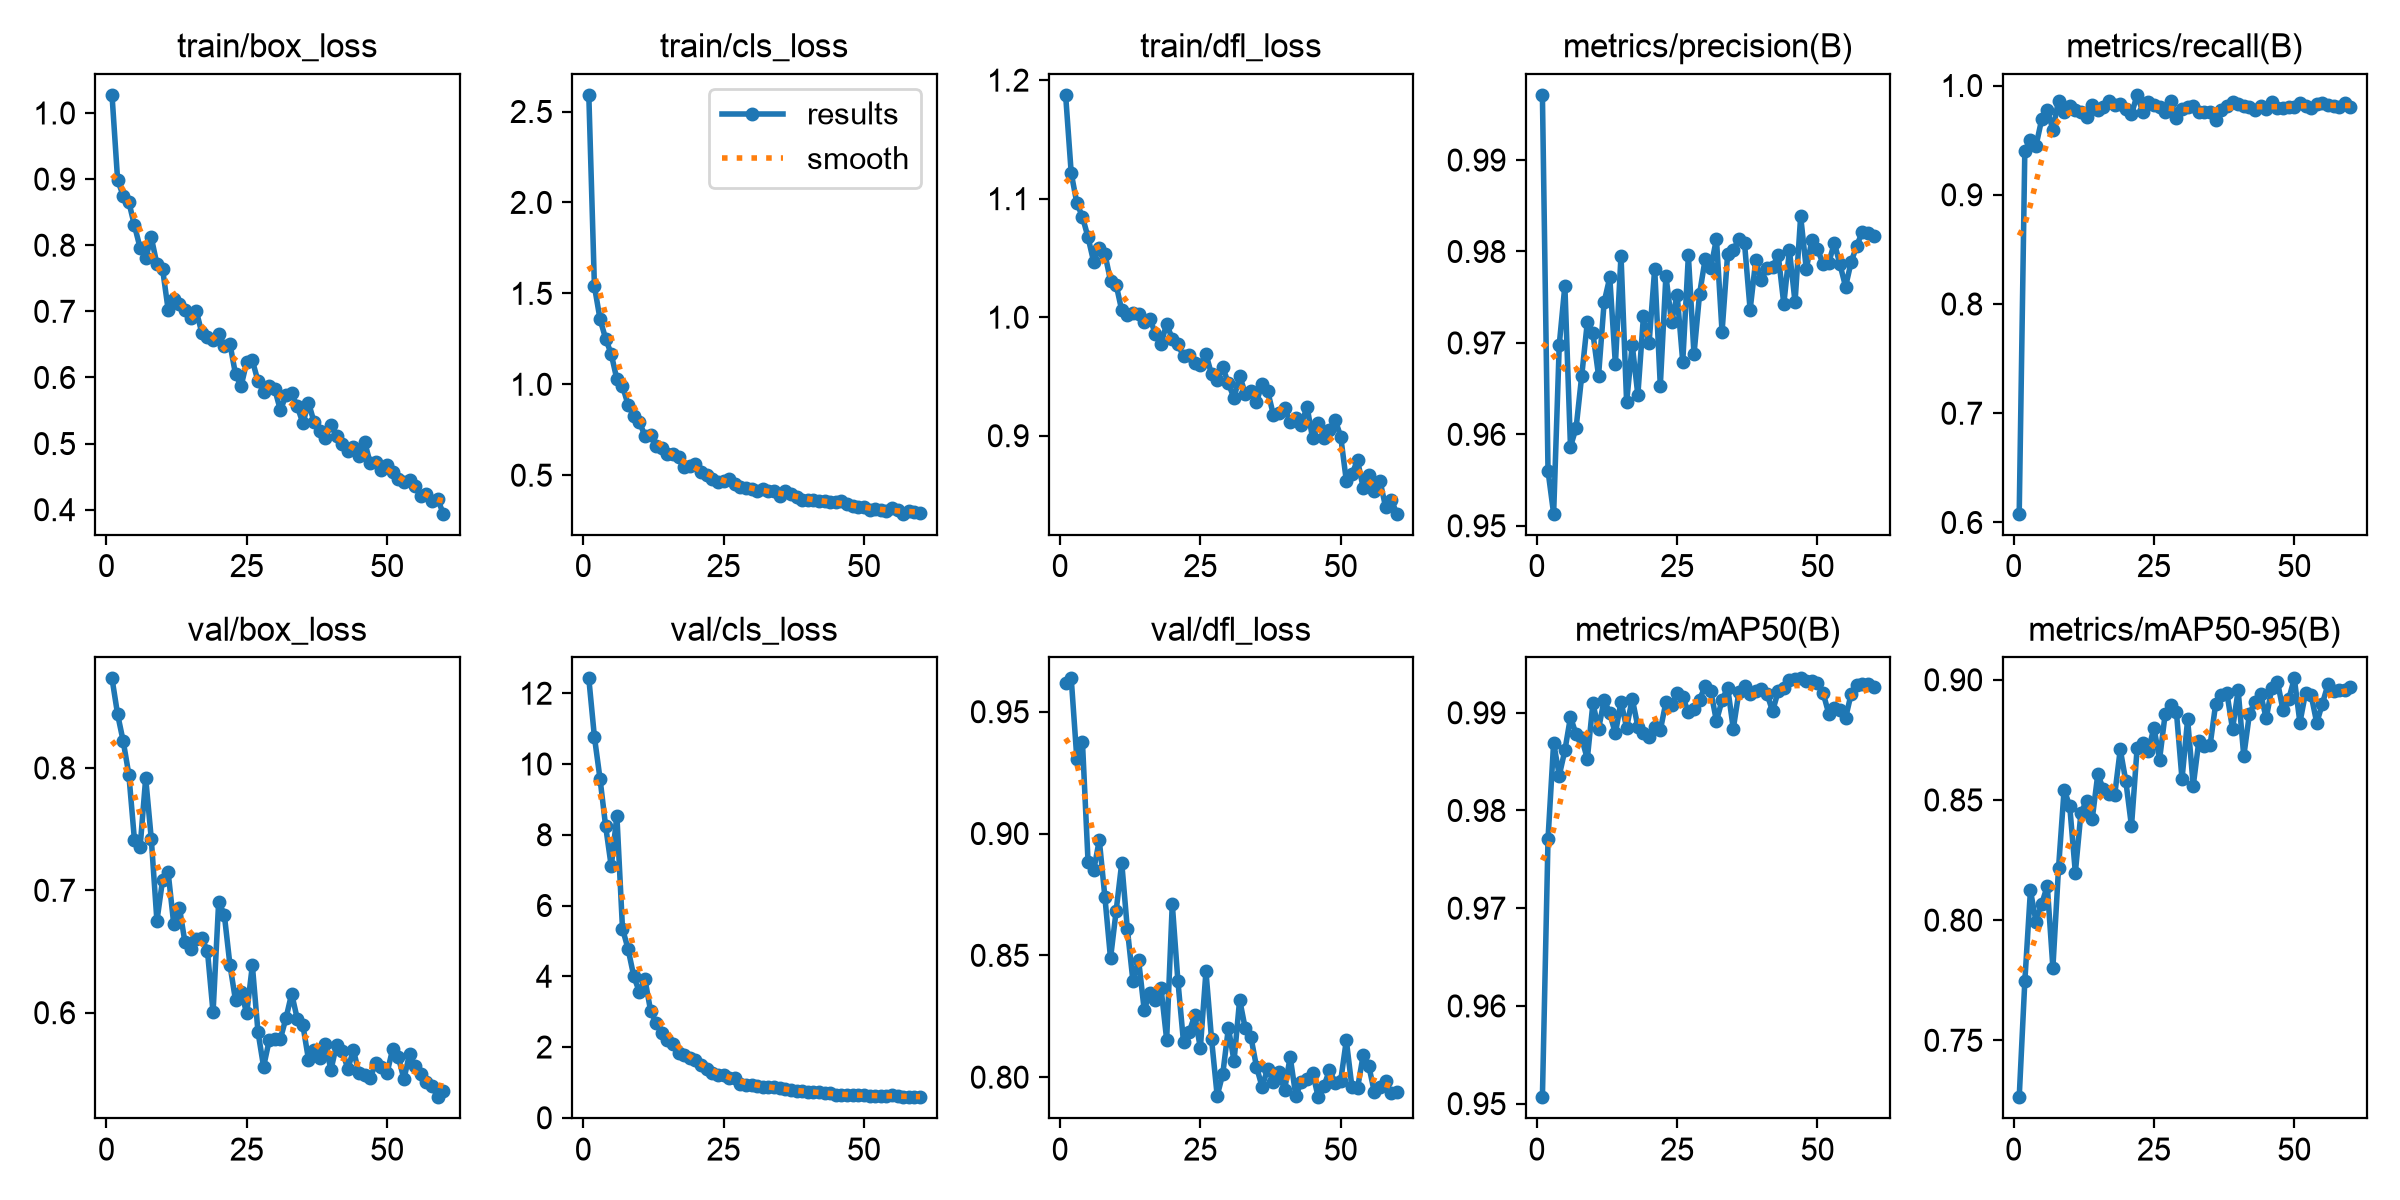 train/box_loss
1.0
0.9
0.8
0.7
0.6
0.5
0.4
0 25 50
train/cls_loss
results
smooth
2.5
2.0
1.5
1.0
0.5
0 25 50
train/dfl_loss
1.2
1.1
1.0
0.9
0 25 50
metrics/precision(B)
0.99
0.98
0.97
0.96
0.95
0 25 50
metrics/recall(B)
1.0
0.9
0.8
0.7
0.6
0 25 50
val/box_loss
0.8
0.7
0.6
0 25 50
val/cls_loss
12
10
8
6
4
2
0
0 25 50
val/dfl_loss
0.95
0.90
0.85
0.80
0 25 50
metrics/mAP50(B)
0.99
0.98
0.97
0.96
0.95
0 25 50
metrics/mAP50-95(B)
0.90
0.85
0.80
0.75
0 25 50